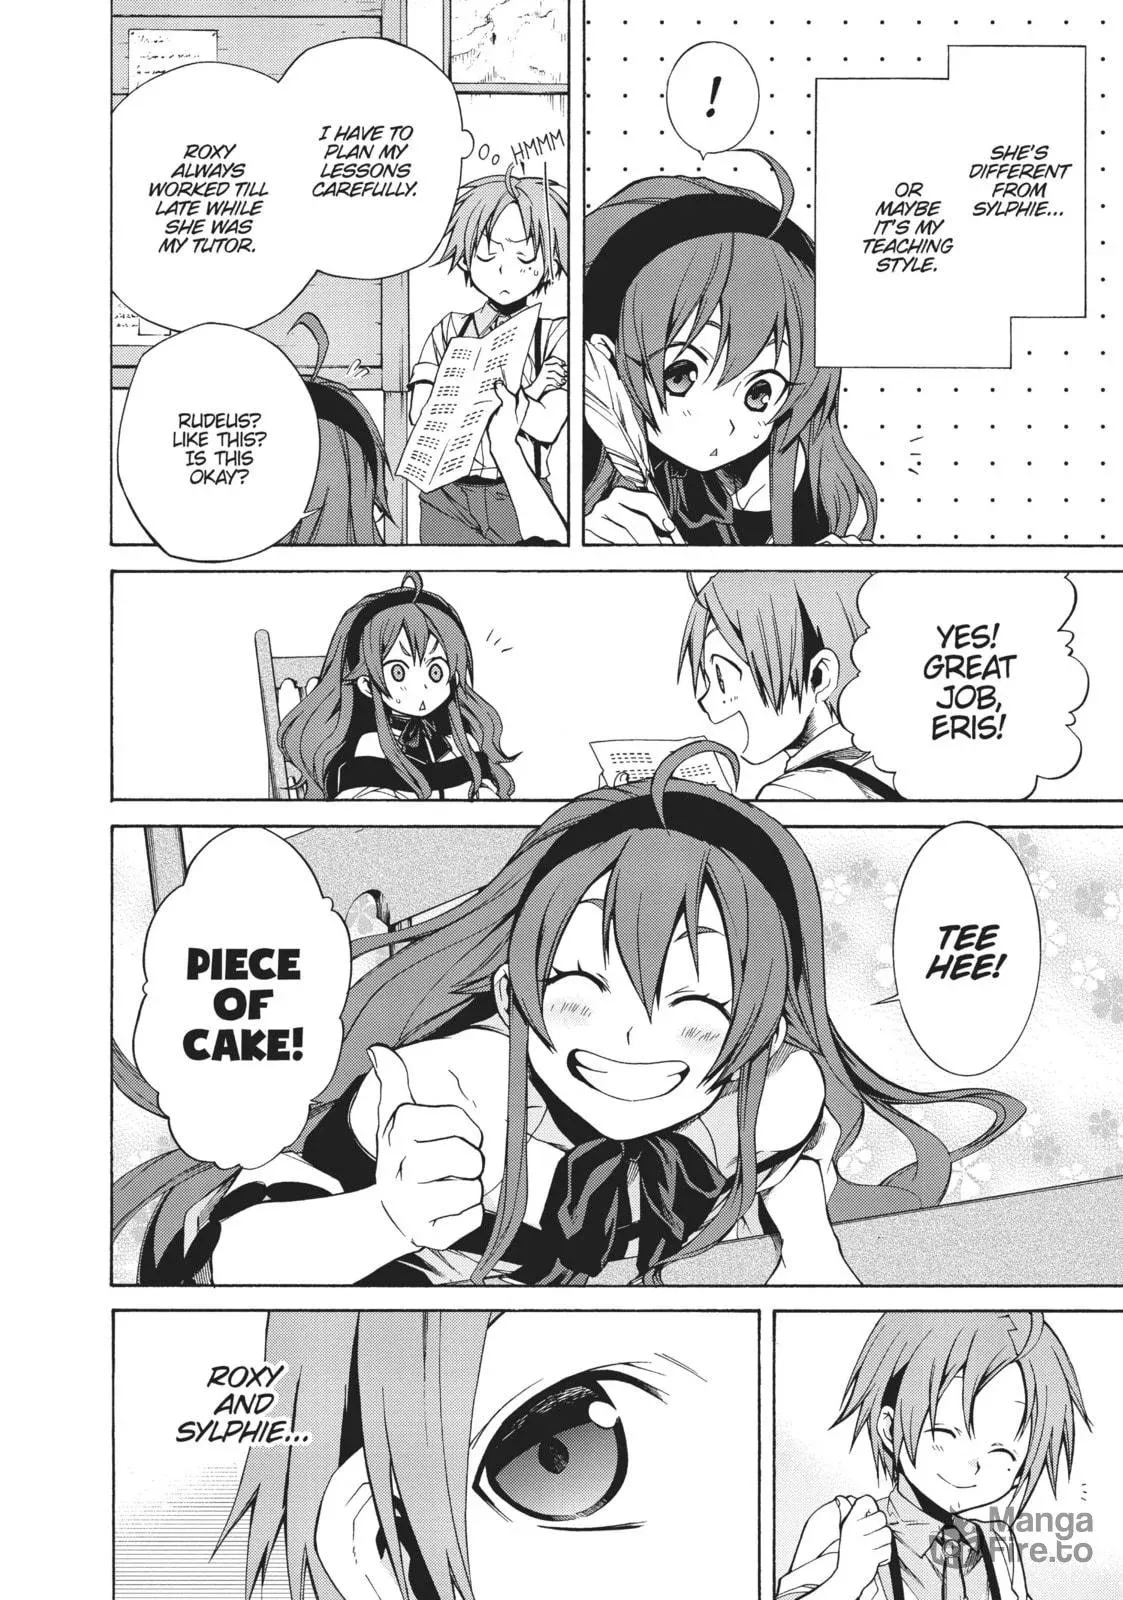 !
SHE'S
DIFFERENT
FROM
SYLPHIE...
OR
MAYBE
IT'S MY
TEACHING
STYLE.
HMMM
I HAVE TO
PLAN MY
LESSONS
CAREFULLY.
ROXY
ALWAYS
WORKED TILL
LATE WHILE
SHE WAS
MY TUTOR.
RUDEUS?
LIKE THIS?
IS THIS
OKAY?
YES!
GREAT
JOB,
ERIS!
TEE
HEE!
PIECE
OF
CAKE!
ROXY
AND
SYLPHIE...
Manga
Fire.to